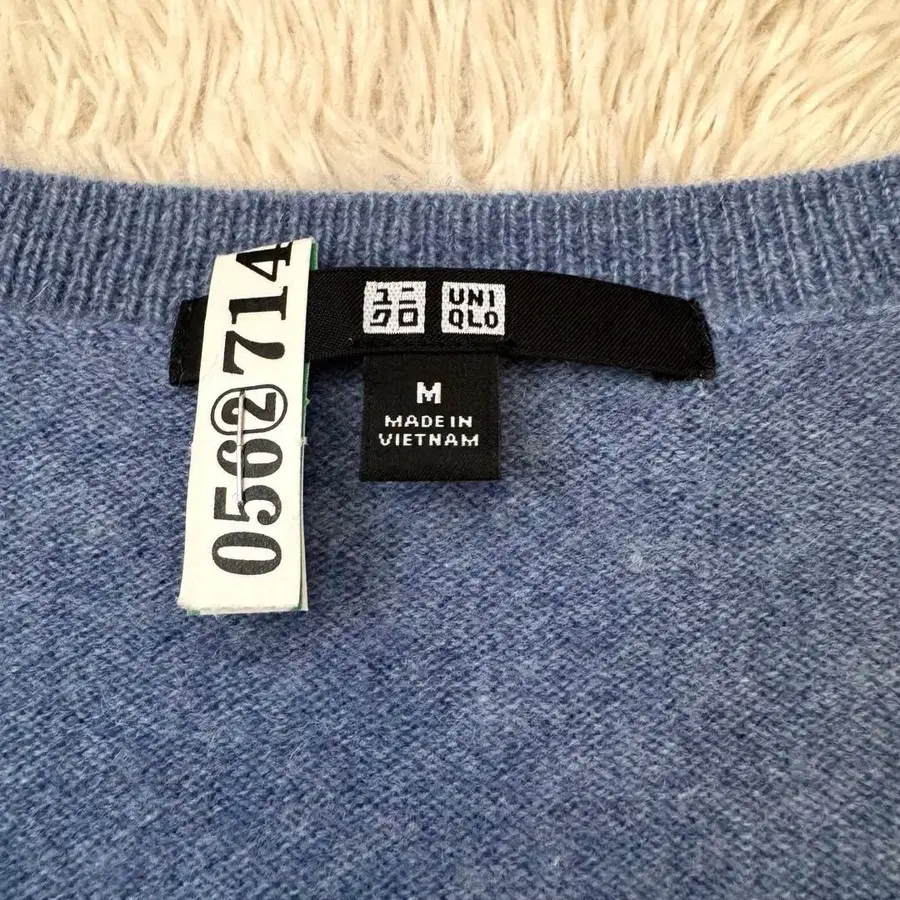 0562714
ユニ
クロ
UNI
QLO
M
MADE IN
VIETNAM